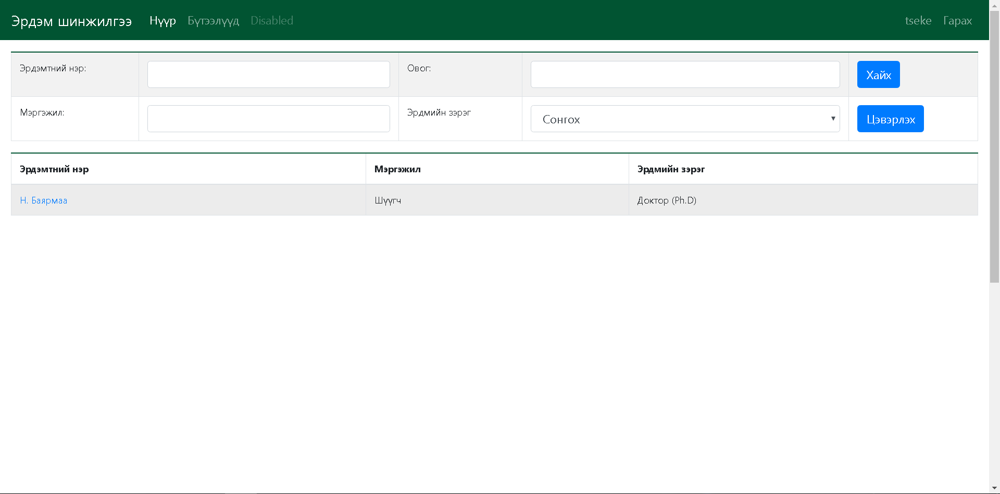 Эрдэм шинжилгээ Нүүр Бүтээлүүд Disabled tseke Гарах
Эрдэмтний нэр: Овог: Хайх
Мэргэжил: Эрдмийн зэрэг Сонгох Цэвэрлэх
Эрдэмтний нэр Мэргэжил Эрдмийн зэрэг
Н. Баярмаа Шүүгч Доктор (Ph.D)